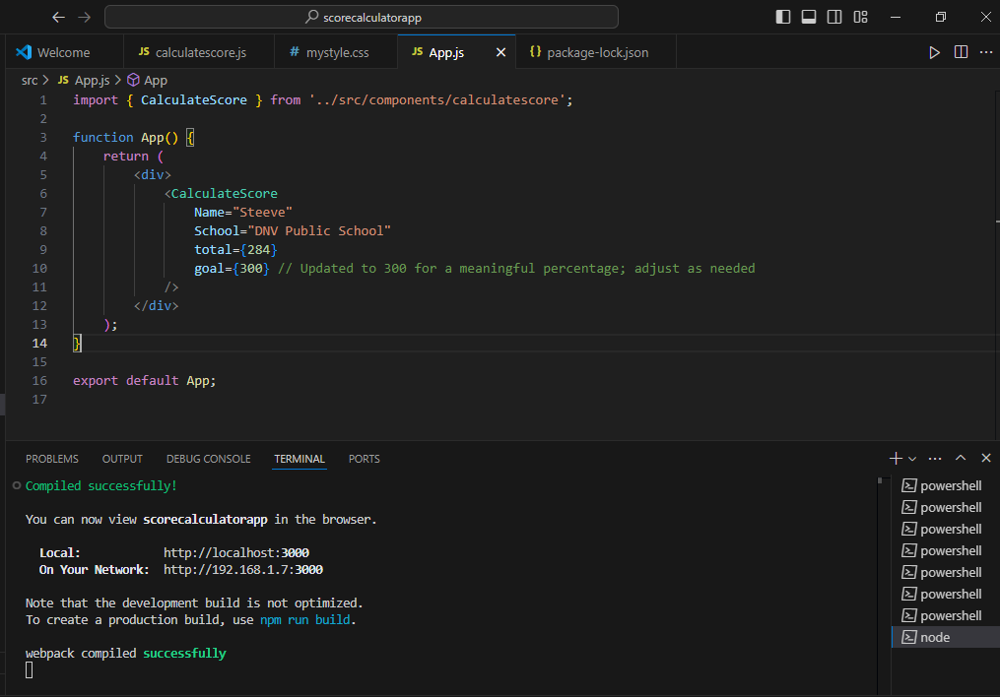 scorecalculatorapp
Welcome
JS calculatescore.js
# mystyle.css
JS App.js
{} package-lock.json
src > JS App.js > App
1 import { CalculateScore } from '../src/components/calculatescore';
2
3 function App() {
4 return (
5 <div>
6 <CalculateScore
7 Name="Steeve"
8 School="DNV Public School"
9 total={284}
10 goal={300} // Updated to 300 for a meaningful percentage; adjust as needed
11 />
12 </div>
13 );
14 }
15
16 export default App;
17
PROBLEMS OUTPUT DEBUG CONSOLE TERMINAL PORTS
Compiled successfully!
You can now view scorecalculatorapp in the browser.
Local: http://localhost:3000
On Your Network: http://192.168.1.7:3000
Note that the development build is not optimized.
To create a production build, use npm run build.
webpack compiled successfully
powershell
powershell
powershell
powershell
powershell
powershell
powershell
node